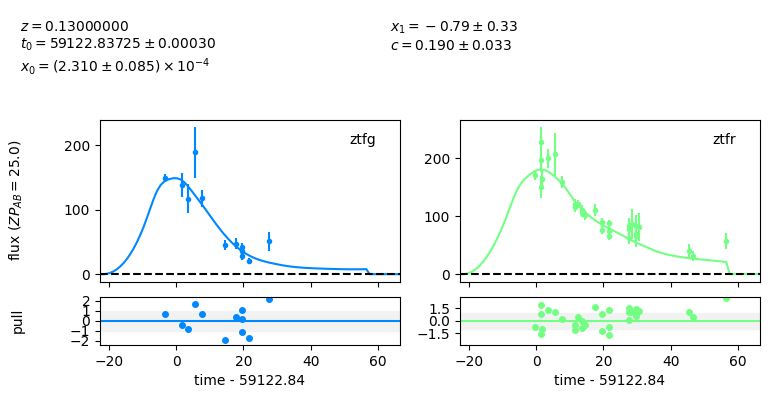 z = 0.13000000
t₀ = 59122.83725 ± 0.00030
x₀ = (2.310 ± 0.085) × 10⁻⁴
x₁ = −0.79 ± 0.33
c = 0.190 ± 0.033
flux (ZP_AB = 25.0)
ztfg
200
100
0
ztfr
200
100
0
pull
2
1
0
−1
−2
−20 0 20 40 60
time - 59122.84
1.5
0.0
−1.5
−20 0 20 40 60
time - 59122.84